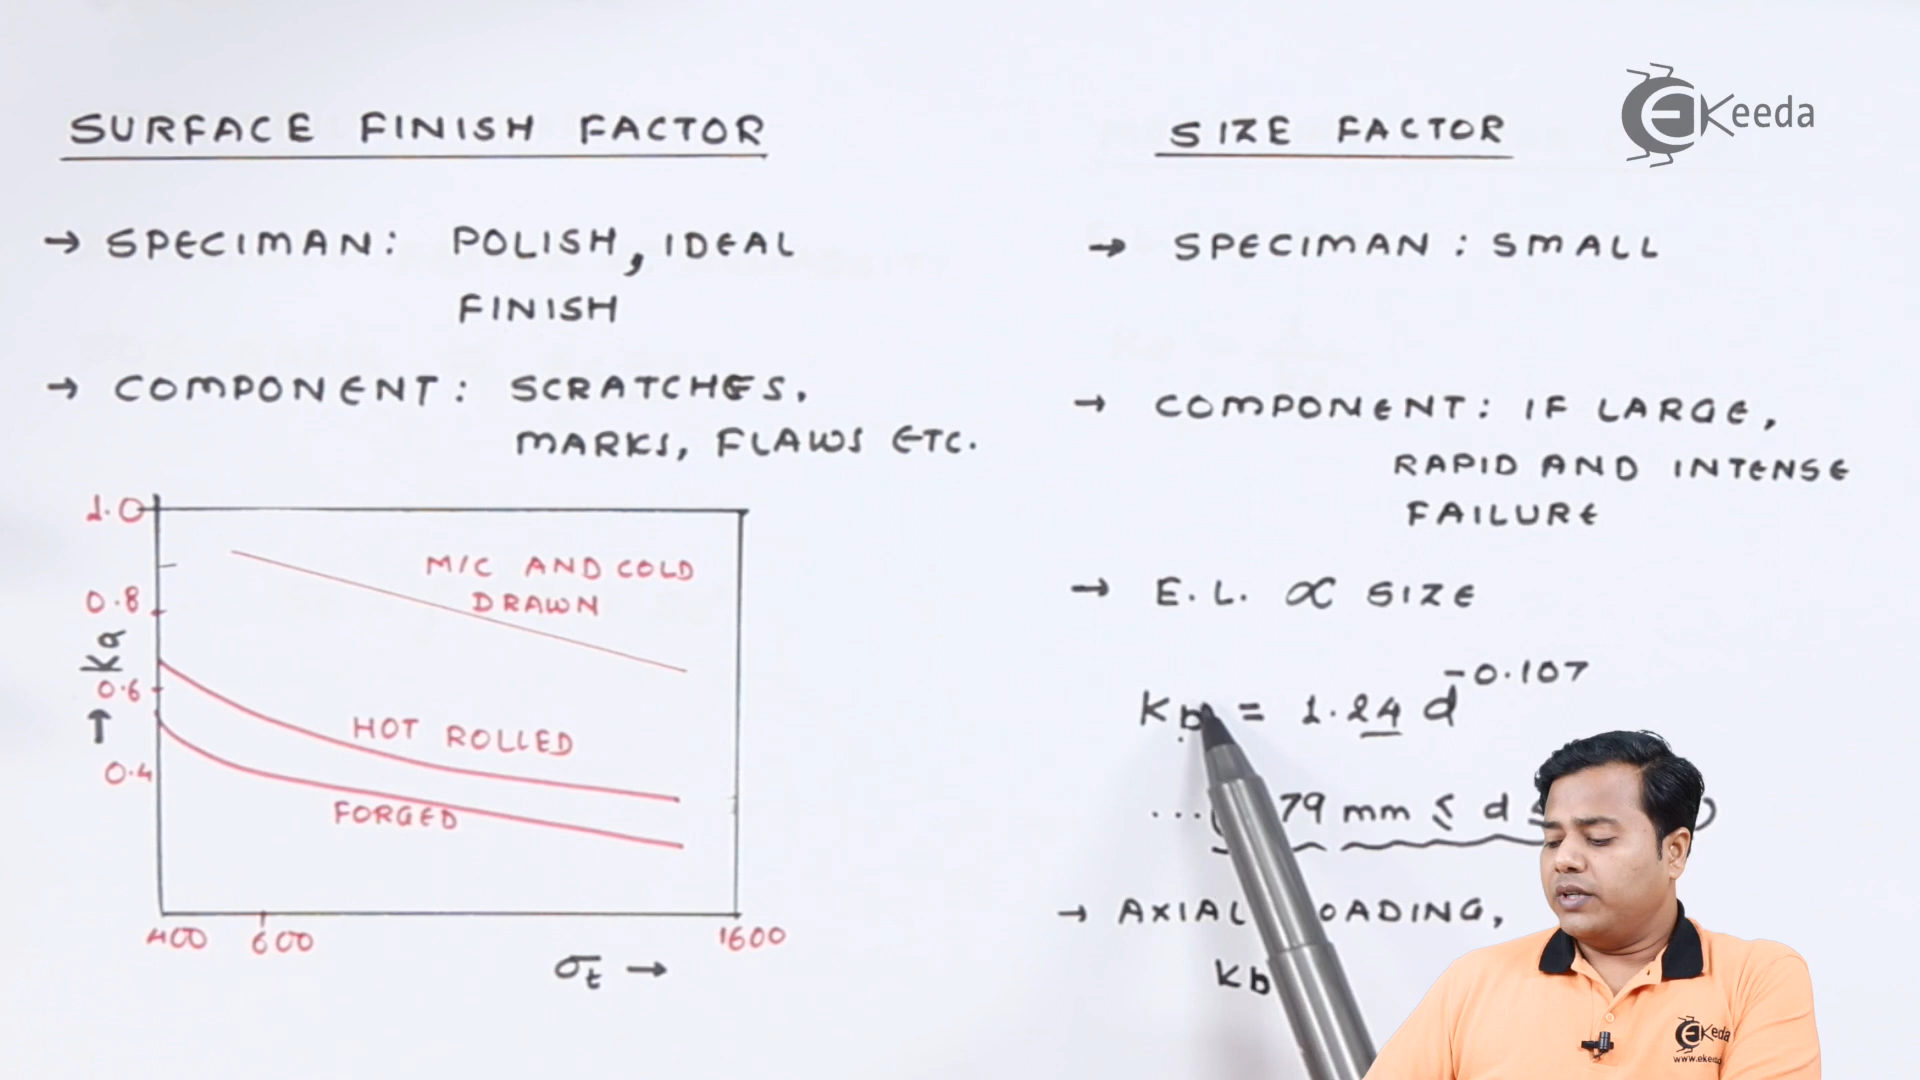 SURFACE FINISH FACTOR
→ SPECIMAN: POLISH, IDEAL
FINISH
→ COMPONENT: SCRATCHES,
MARKS, FLAWS ETC.
1.0
0.8
0.6
0.4
Ka
M/C AND COLD
DRAWN
HOT ROLLED
FORGED
400 600 1600
σt →
SIZE FACTOR
→ SPECIMAN : SMALL
→ COMPONENT: IF LARGE,
RAPID AND INTENSE
FAILURE
→ E.L. ∝ SIZE
Kb = 1.24 d^-0.107
79 mm ≤ d
→ AXIAL
Kb
Keeda
Keeda